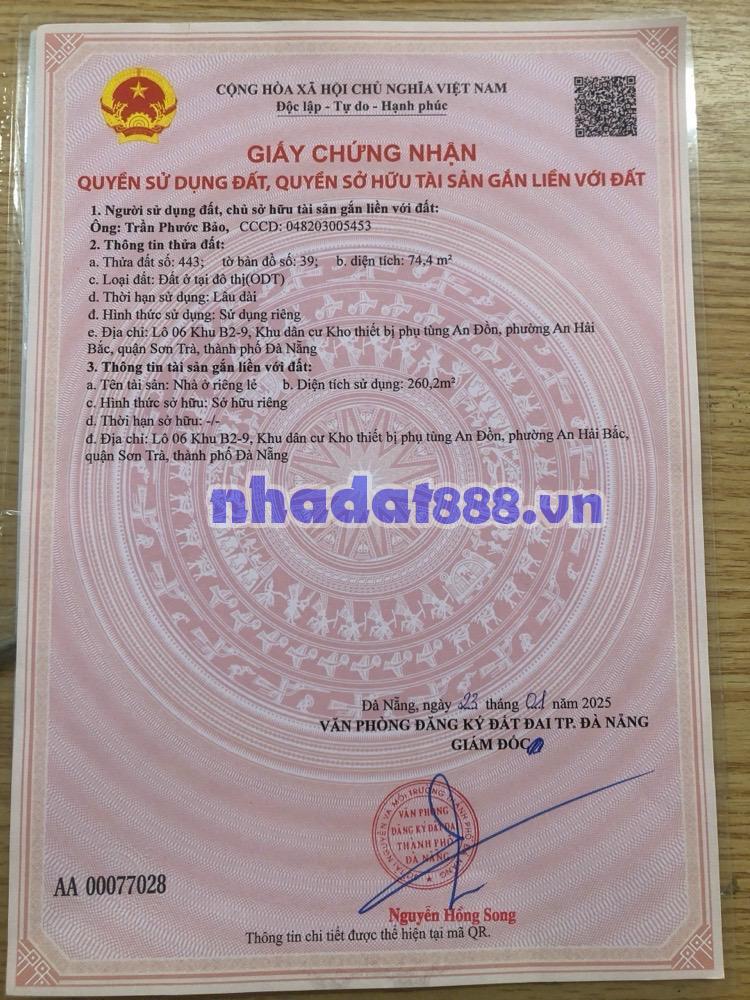 CỘNG HÒA XÃ HỘI CHỦ NGHĨA VIỆT NAM
Độc lập - Tự do - Hạnh phúc
GIẤY CHỨNG NHẬN
QUYỀN SỬ DỤNG ĐẤT, QUYỀN SỞ HỮU TÀI SẢN GẮN LIỀN VỚI ĐẤT
1. Người sử dụng đất, chủ sở hữu tài sản gắn liền với đất:
Ông: Trần Phước Bảo, CCCD: 048203005453
2. Thông tin thửa đất:
a. Thửa đất số: 443; tờ bản đồ số: 39; b. diện tích: 74,4 m²
c. Loại đất: Đất ở tại đô thị(ODT)
d. Thời hạn sử dụng: Lâu dài
đ. Hình thức sử dụng: Sử dụng riêng
e. Địa chỉ: Lô 06 Khu B2-9, Khu dân cư Kho thiết bị phụ tùng An Đồn, phường An Hải
Bắc, quận Sơn Trà, thành phố Đà Nẵng
3. Thông tin tài sản gắn liền với đất:
a. Tên tài sản: Nhà ở riêng lẻ b. Diện tích sử dụng: 260,2m²
c. Hình thức sở hữu: Sở hữu riêng
d. Thời hạn sở hữu: -/-
đ. Địa chỉ: Lô 06 Khu B2-9, Khu dân cư Kho thiết bị phụ tùng An Đồn, phường An Hải Bắc,
quận Sơn Trà, thành phố Đà Nẵng
nhadat888.vn
Đà Nẵng, ngày 23 tháng 01 năm 2025
VĂN PHÒNG ĐĂNG KÝ ĐẤT ĐAI TP. ĐÀ NẴNG
GIÁM ĐỐC
VĂN PHÒNG
ĐĂNG KÝ ĐẤT ĐAI
THÀNH PHỐ
ĐÀ NẴNG
AA 00077028
Nguyễn Hồng Song
Thông tin chi tiết được thể hiện tại mã QR.